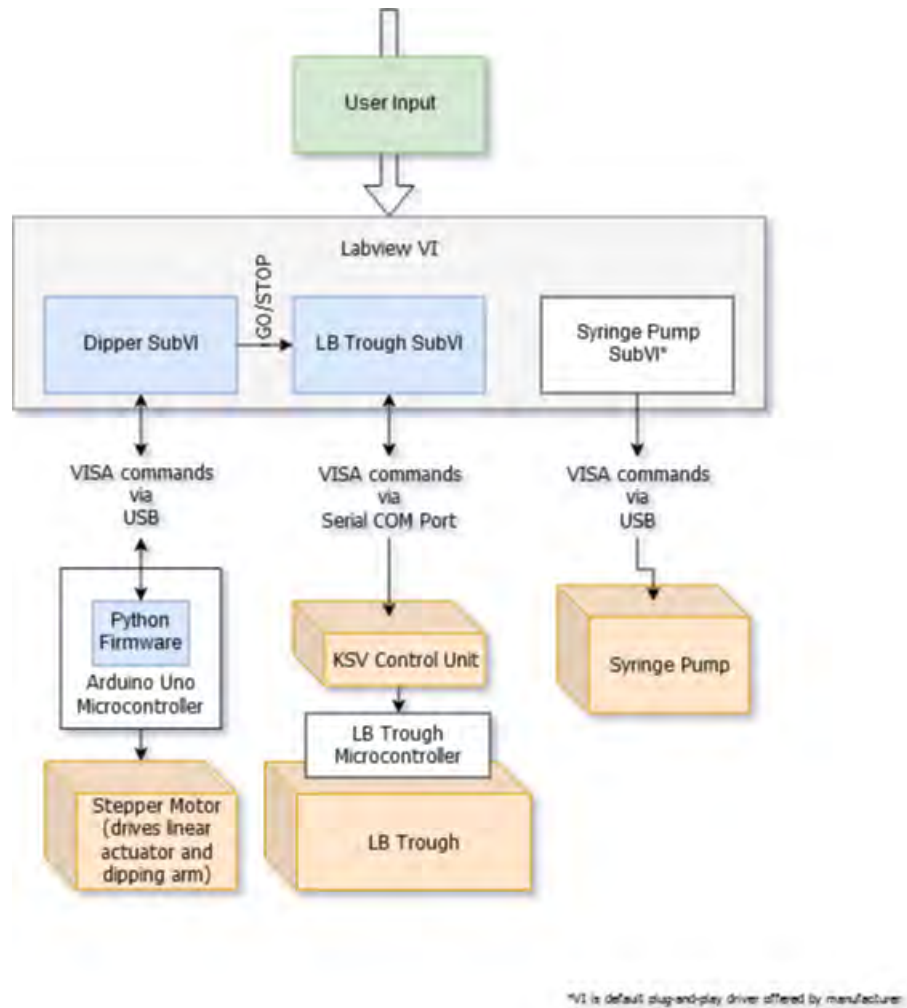 User Input
Labview VI
Dipper SubVI
GO/STOP
LB Trough SubVI
Syringe Pump
SubVI*
VISA commands
via
USB
VISA commands
via
Serial COM Port
VISA commands
via
USB
Python
Firmware
Arduino Uno
Microcontroller
KSV Control Unit
Syringe Pump
LB Trough
Microcontroller
Stepper Motor
(drives linear
actuator and
dipping arm)
LB Trough
*VI is default plug-and-play driver offered by manufacturer